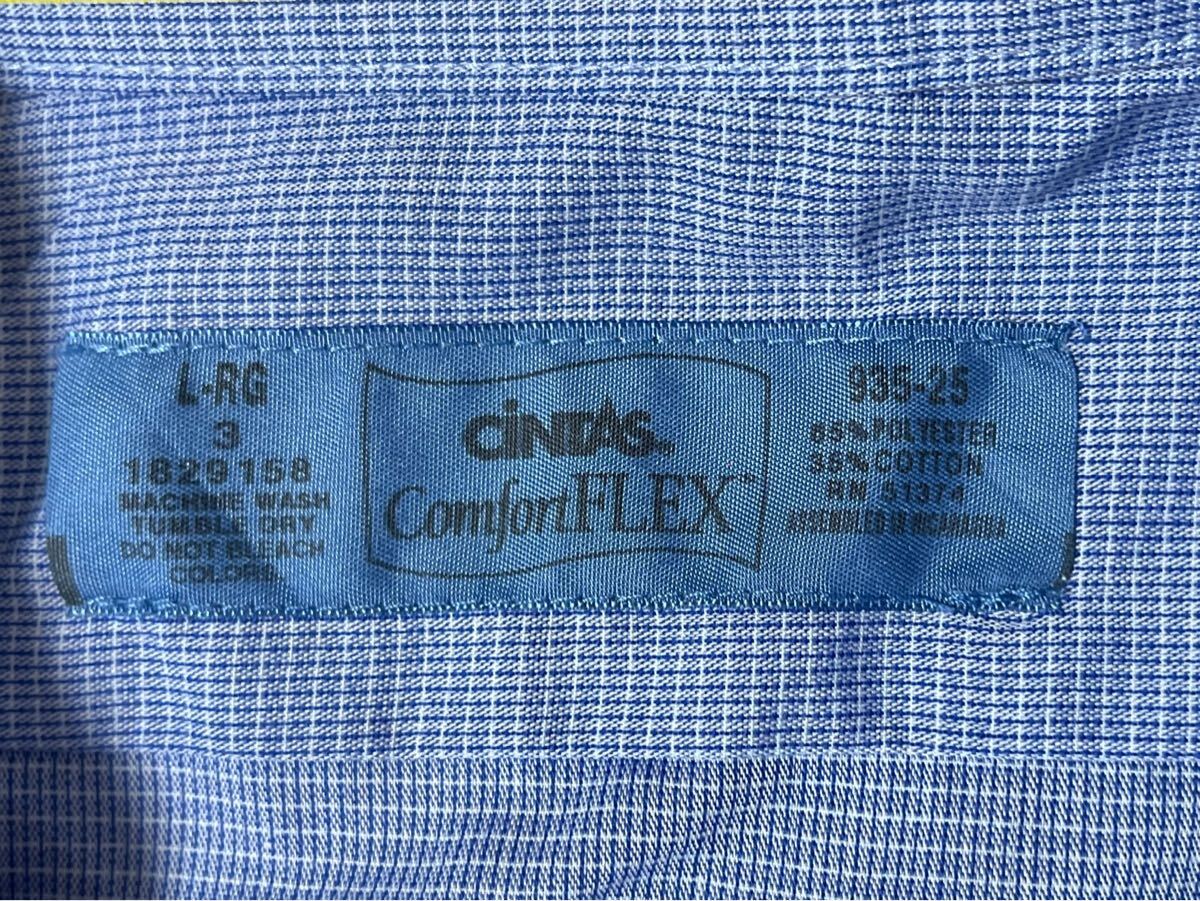 L-RG
3
1829158
MACHINE WASH
TUMBLE DRY
DO NOT BLEACH
COLORS
CiNTAS.
ComfortFLEX
935-25
65% POLYESTER
35% COTTON
RN 51374
ASSEMBLED IN NICARAGUA